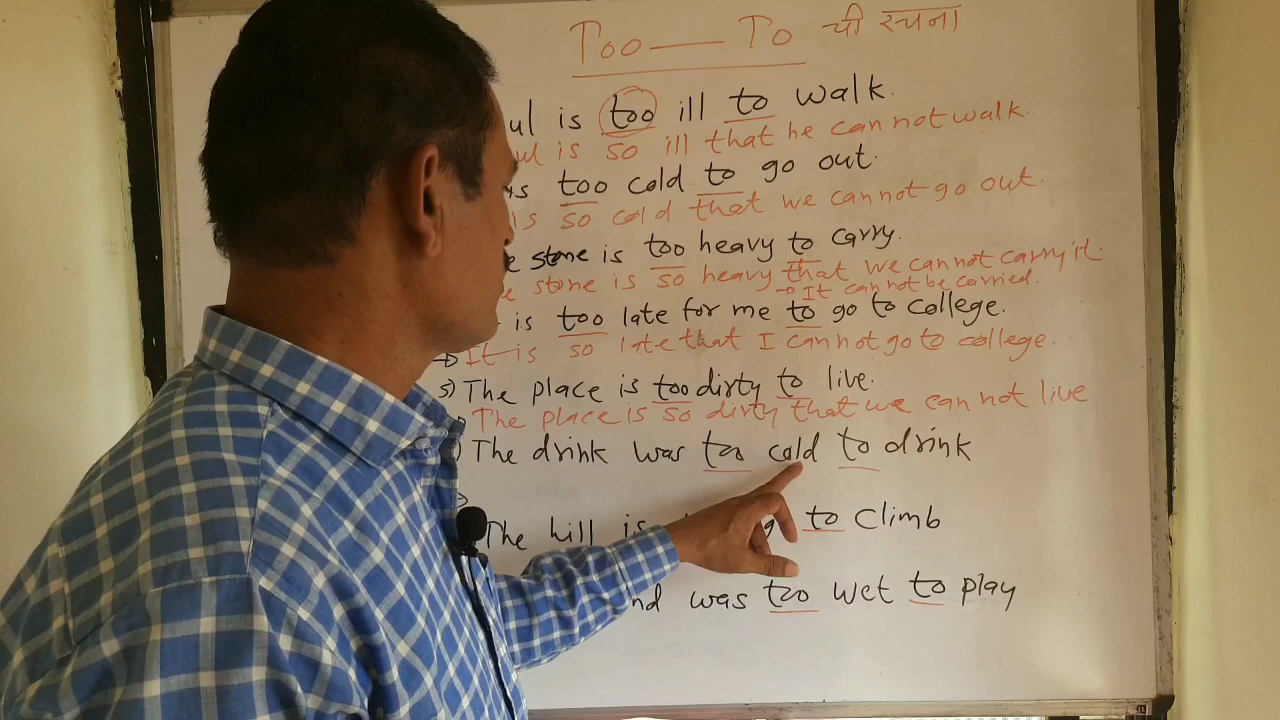 Too — To ची रचना
ul is too ill to walk.
ul is so ill that he can not walk.
is too cold to go out.
is so cold that we cannot go out.
e stone is too heavy to carry.
e stone is so heavy that we cannot carry it.
→ It cannot be carried.
is too late for me to go to college.
→ It is so late that I cannot go to college.
5) The place is too dirty to live.
The place is so dirty that we can not live
) The drink was too cold to drink
The hill is to climb
nd was too wet to play